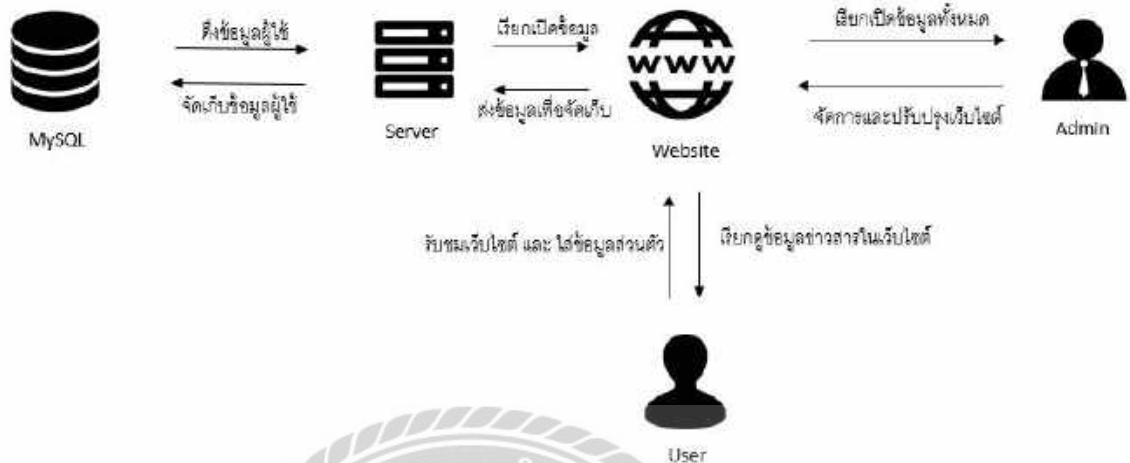 ดึงข้อมูลผู้ใช้
จัดเก็บข้อมูลผู้ใช้
MySQL
เรียกเปิดข้อมูล
ส่งข้อมูลเพื่อจัดเก็บ
Server
www
Website
เรียกเปิดข้อมูลทั้งหมด
จัดการและปรับปรุงเว็บไซต์
Admin
รับชมเว็บไซต์ และ ใส่ข้อมูลส่วนตัว
เรียกดูข้อมูลข่าวสารในเว็บไซต์
User